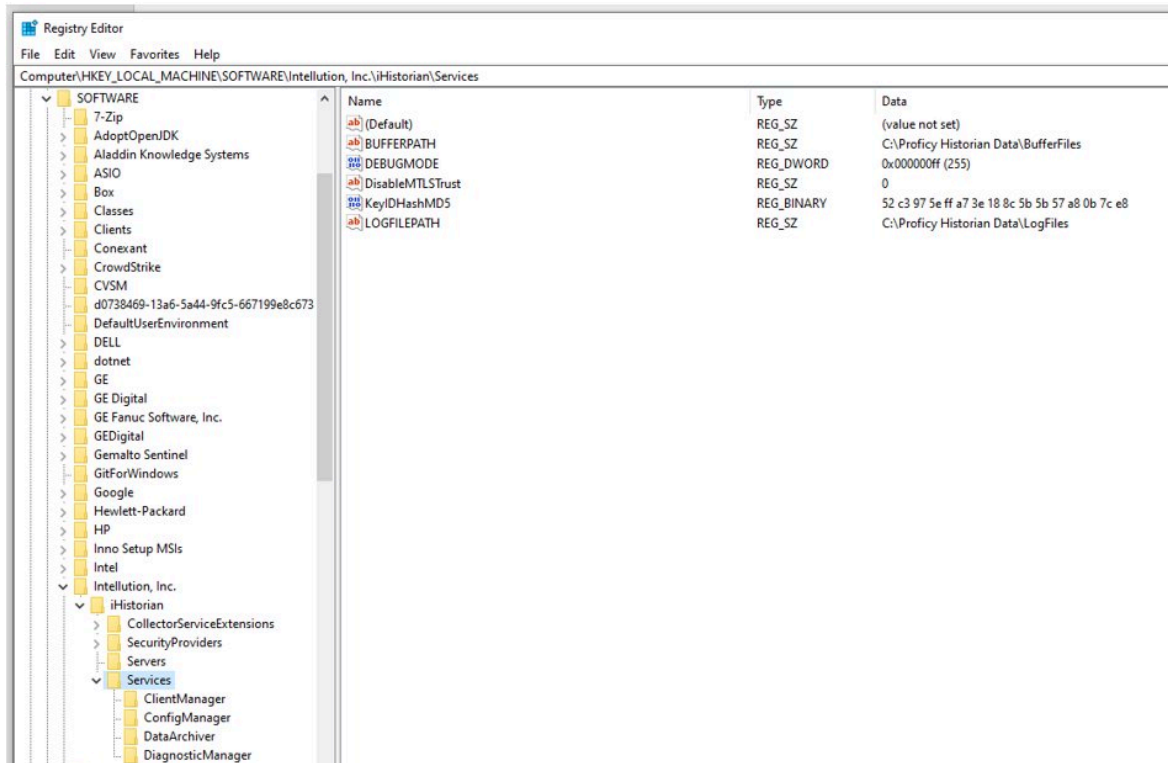 Registry Editor
File Edit View Favorites Help
Computer\HKEY_LOCAL_MACHINE\SOFTWARE\Intellution, Inc.\iHistorian\Services
SOFTWARE
7-Zip
AdoptOpenJDK
Aladdin Knowledge Systems
ASIO
Box
Classes
Clients
Conexant
CrowdStrike
CVSM
d0738469-13a6-5a44-9fc5-667199e8c673
DefaultUserEnvironment
DELL
dotnet
GE
GE Digital
GE Fanuc Software, Inc.
GEDigital
Gemalto Sentinel
GitForWindows
Google
Hewlett-Packard
HP
Inno Setup MSIs
Intel
Intellution, Inc.
iHistorian
CollectorServiceExtensions
SecurityProviders
Servers
Services
ClientManager
ConfigManager
DataArchiver
DiagnosticManager
Name Type Data
(Default) REG_SZ (value not set)
BUFFERPATH REG_SZ C:\Proficy Historian Data\BufferFiles
DEBUGMODE REG_DWORD 0x000000ff (255)
DisableMTLSTrust REG_SZ 0
KeyIDHashMD5 REG_BINARY 52 c3 97 5e ff a7 3e 18 8c 5b 5b 57 a8 0b 7c e8
LOGFILEPATH REG_SZ C:\Proficy Historian Data\LogFiles